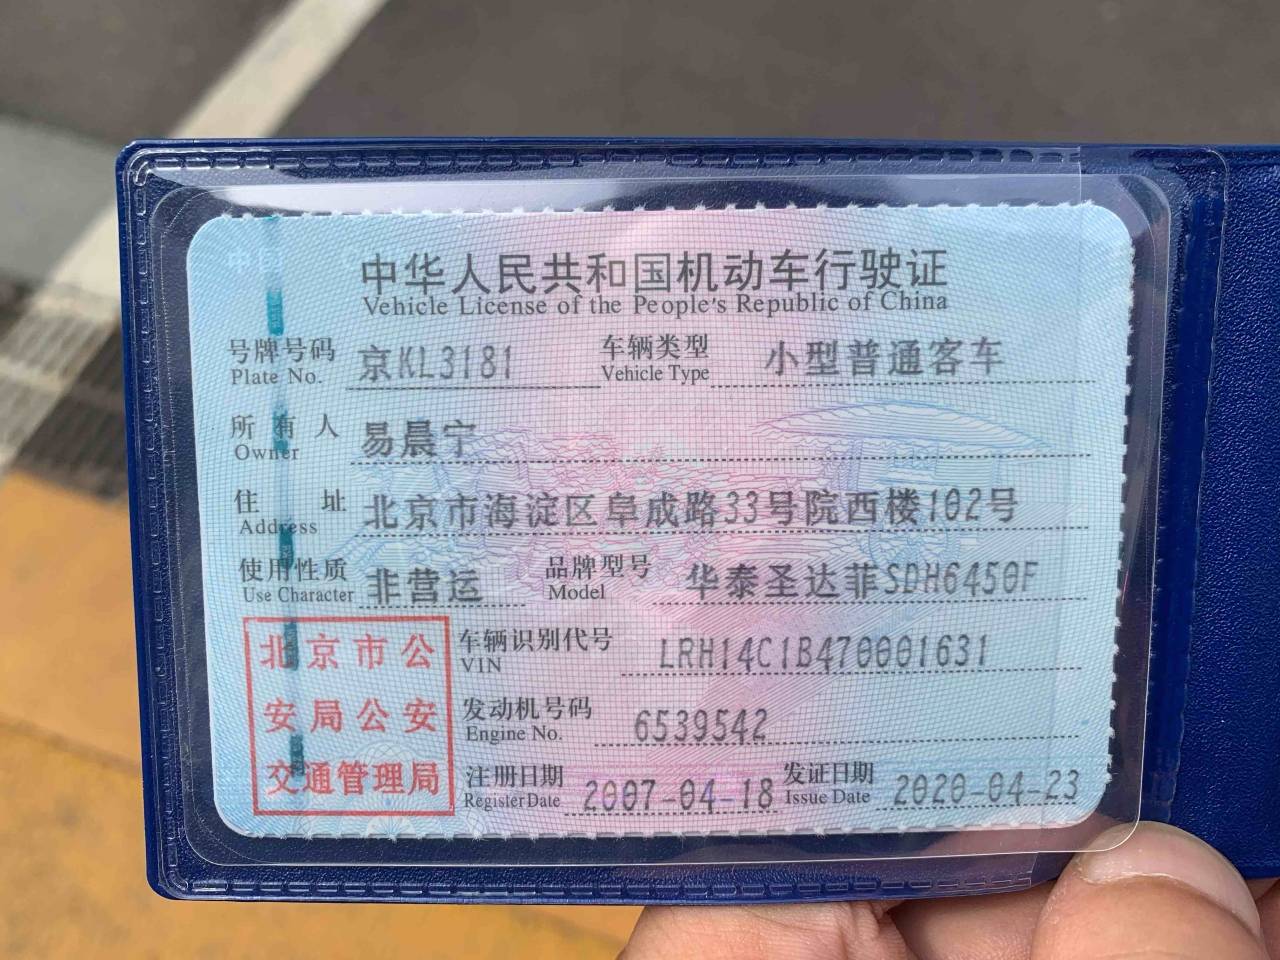 中华人民共和国机动车行驶证
Vehicle License of the People's Republic of China
号牌号码 京KL3181 车辆类型 小型普通客车
Plate No. Vehicle Type
所有人 易晨宁
Owner
住址 北京市海淀区阜成路33号院西楼102号
Address
使用性质 非营运 品牌型号 华泰圣达菲SDH6450F
Use Character Model
北京市公
安局公安
交通管理局
车辆识别代号 LRH14C1B470001631
VIN
发动机号码 6539542
Engine No.
注册日期 2007-04-18 发证日期 2020-04-23
Register Date Issue Date